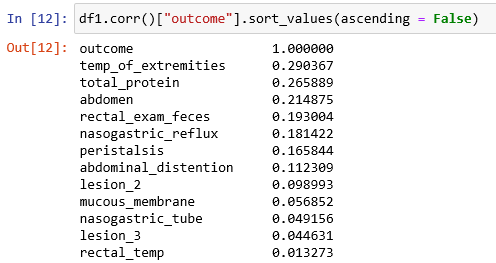 In [12]: df1.corr()["outcome"].sort_values(ascending = False)
Out[12]: outcome 1.000000
temp_of_extremities 0.290367
total_protein 0.265889
abdomen 0.214875
rectal_exam_feces 0.193004
nasogastric_reflux 0.181422
peristalsis 0.165844
abdominal_distention 0.112309
lesion_2 0.098993
mucous_membrane 0.056852
nasogastric_tube 0.049156
lesion_3 0.044631
rectal_temp 0.013273